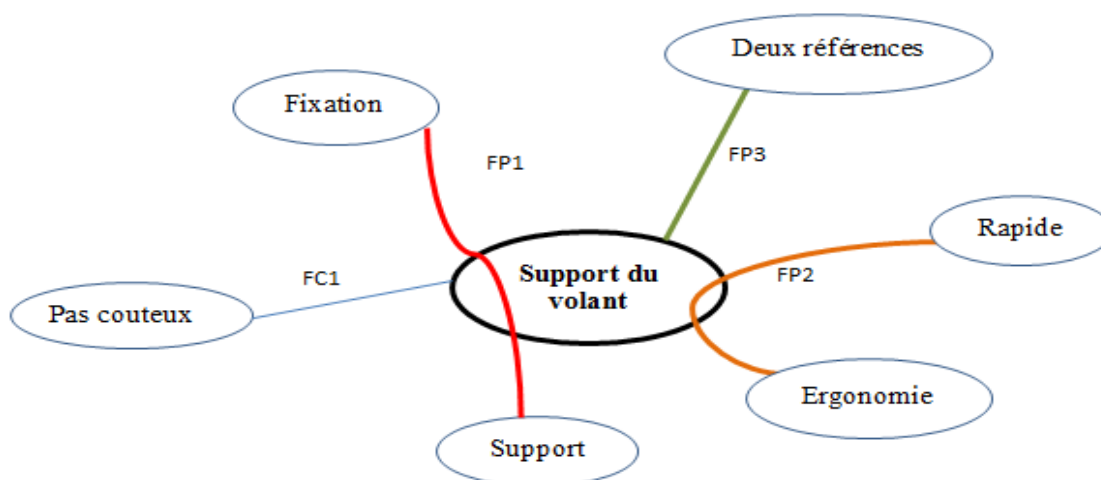 Deux références
Fixation
FP1
FP3
Rapide
Support du
volant
FP2
FC1
Pas couteux
Ergonomie
Support